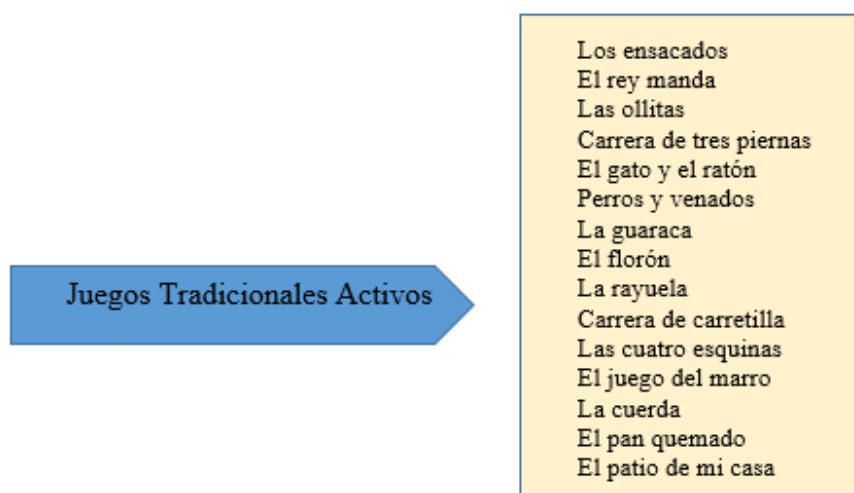 Juegos Tradicionales Activos
Los ensacados
El rey manda
Las ollitas
Carrera de tres piernas
El gato y el ratón
Perros y venados
La guaraca
El florón
La rayuela
Carrera de carretilla
Las cuatro esquinas
El juego del marro
La cuerda
El pan quemado
El patio de mi casa